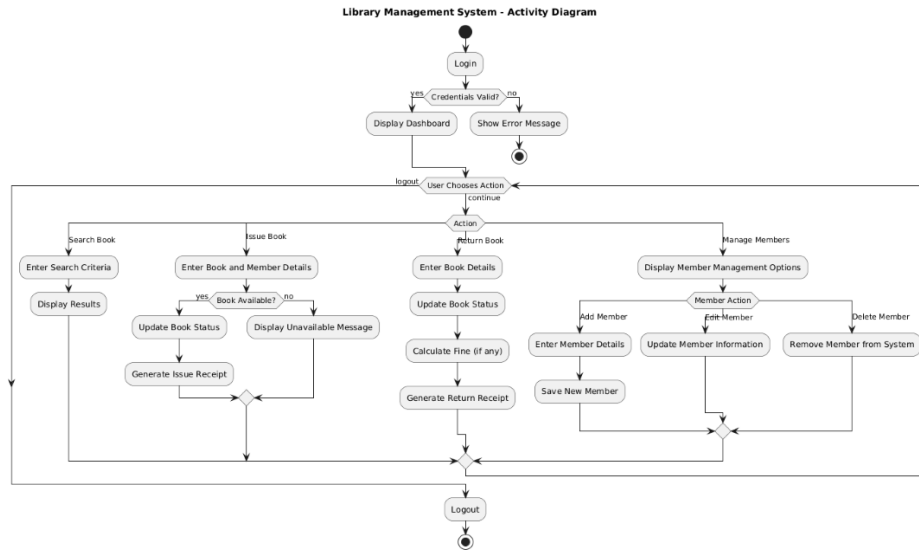 Library Management System - Activity Diagram
Login
yes
Credentials Valid?
no
Display Dashboard
Show Error Message
logout
User Chooses Action
continue
Action
Search Book
Issue Book
Return Book
Manage Members
Enter Search Criteria
Enter Book and Member Details
Enter Book Details
Display Member Management Options
Display Results
yes
Book Available?
no
Update Book Status
Member Action
Update Book Status
Display Unavailable Message
Add Member
Edit Member
Delete Member
Calculate Fine (if any)
Enter Member Details
Update Member Information
Remove Member from System
Generate Issue Receipt
Generate Return Receipt
Save New Member
Logout